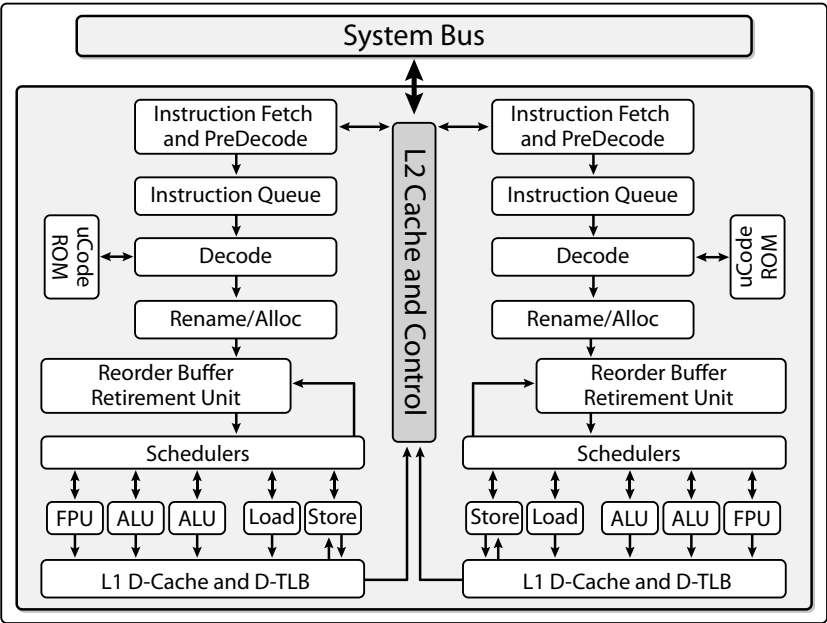 System Bus
Instruction Fetch
and PreDecode
Instruction Queue
uCode
ROM
Decode
Rename/Alloc
Reorder Buffer
Retirement Unit
Schedulers
FPU
ALU
ALU
Load
Store
L1 D-Cache and D-TLB
L2 Cache and Control
Instruction Fetch
and PreDecode
Instruction Queue
Decode
uCode
ROM
Rename/Alloc
Reorder Buffer
Retirement Unit
Schedulers
Store
Load
ALU
ALU
FPU
L1 D-Cache and D-TLB